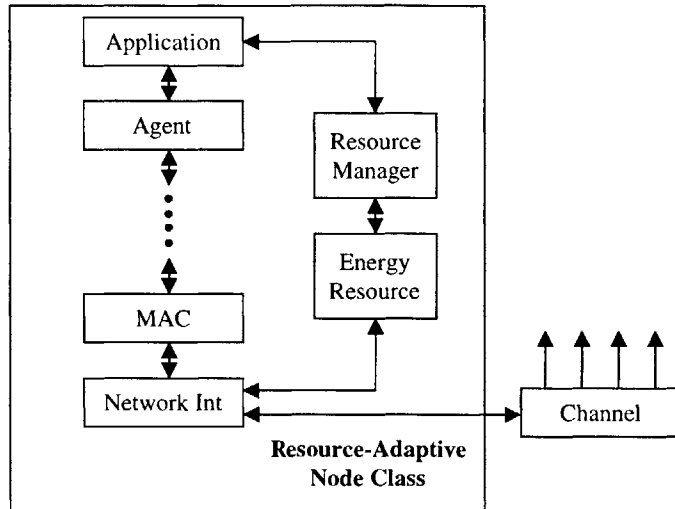 Application
Agent
Resource
Manager
Energy
Resource
MAC
Network Int
Channel
Resource-Adaptive
Node Class